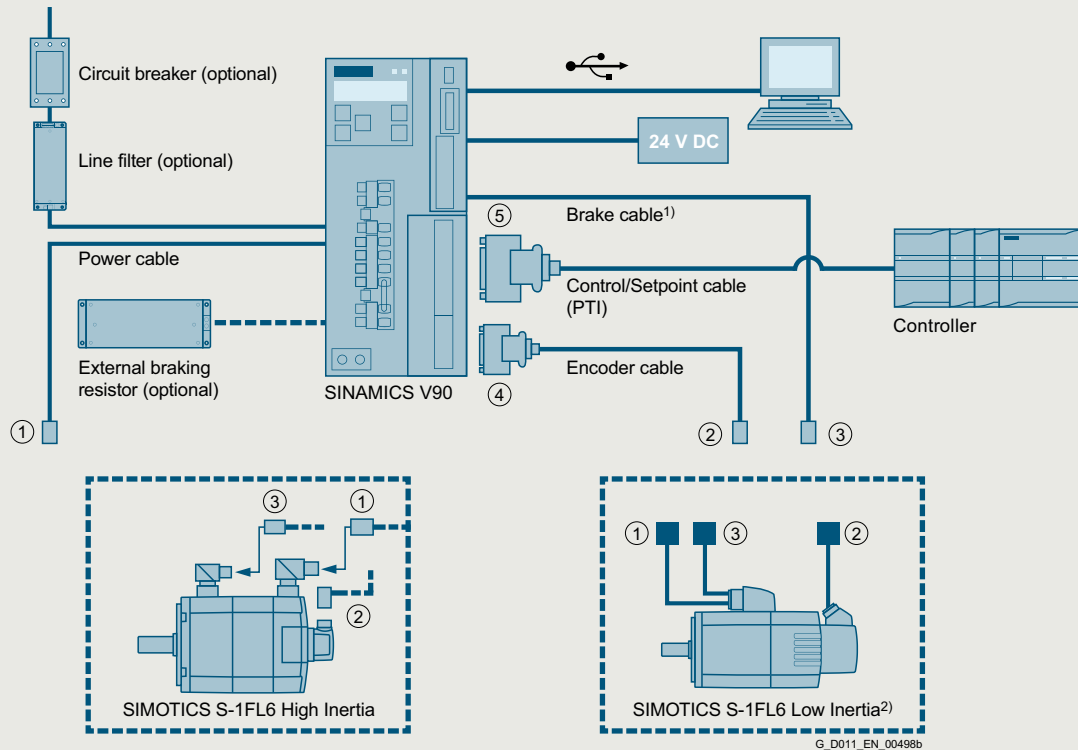 Circuit breaker (optional)
Line filter (optional)
24 V DC
⑤
Brake cable1)
Power cable
Control/Setpoint cable
(PTI)
Controller
External braking
resistor (optional)
SINAMICS V90
④
Encoder cable
①
②
③
③
①
②
SIMOTICS S-1FL6 High Inertia
①
③
②
SIMOTICS S-1FL6 Low Inertia2)
G_D011_EN_00498b